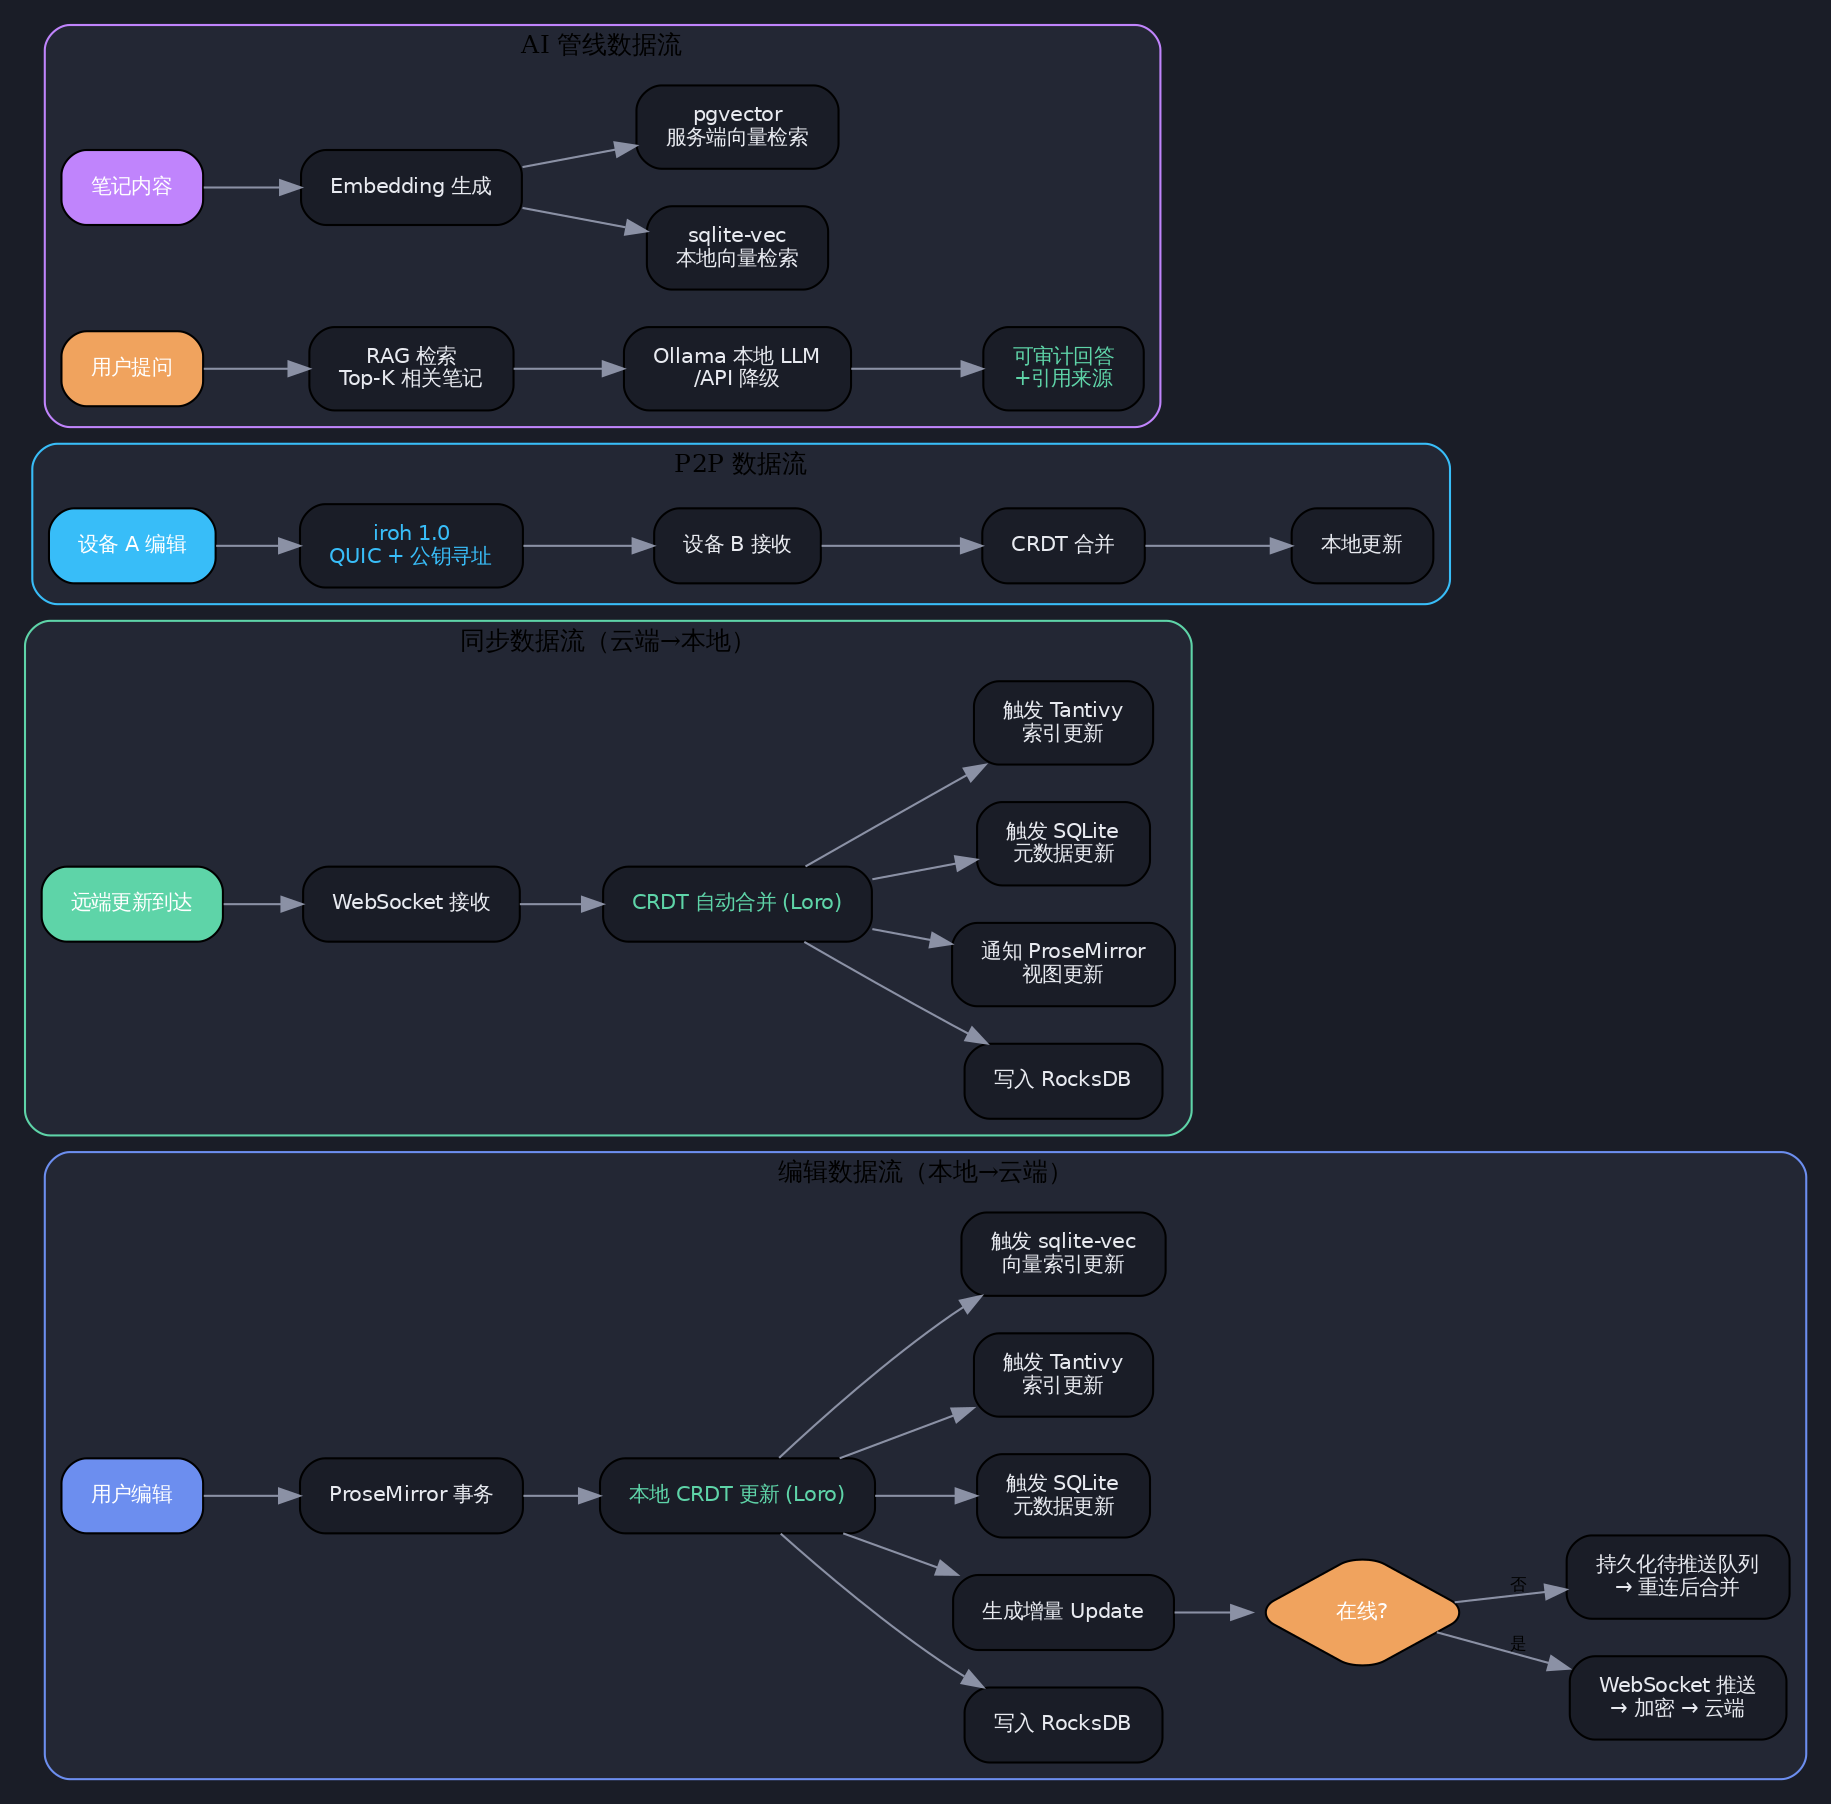 AI 管线数据流
pgvector
服务端向量检索
笔记内容
Embedding 生成
sqlite-vec
本地向量检索
用户提问
RAG 检索
Top-K 相关笔记
Ollama 本地 LLM
/API 降级
可审计回答
+引用来源
P2P 数据流
设备 A 编辑
iroh 1.0
QUIC + 公钥寻址
设备 B 接收
CRDT 合并
本地更新
同步数据流（云端→本地）
触发 Tantivy
索引更新
触发 SQLite
元数据更新
远端更新到达
WebSocket 接收
CRDT 自动合并 (Loro)
通知 ProseMirror
视图更新
写入 RocksDB
编辑数据流（本地→云端）
触发 sqlite-vec
向量索引更新
触发 Tantivy
索引更新
用户编辑
ProseMirror 事务
本地 CRDT 更新 (Loro)
触发 SQLite
元数据更新
生成增量 Update
在线?
否
持久化待推送队列
→ 重连后合并
是
WebSocket 推送
→ 加密 → 云端
写入 RocksDB